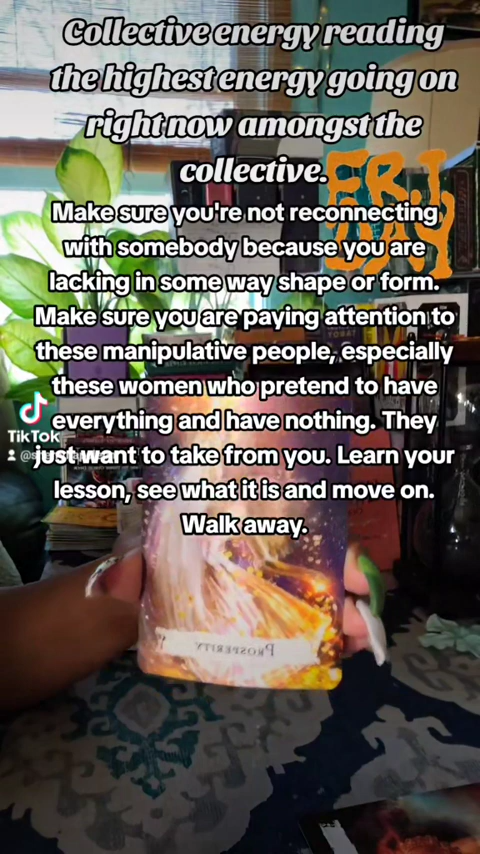 Collective energy reading
the highest energy going on
right now amongst the
collective.
FRI
DAY
Make sure you're not reconnecting
with somebody because you are
lacking in some way shape or form.
Make sure you are paying attention to
these manipulative people, especially
these women who pretend to have
everything and have nothing. They
just want to take from you. Learn your
lesson, see what it is and move on.
Walk away.
TikTok
PROSPERITY